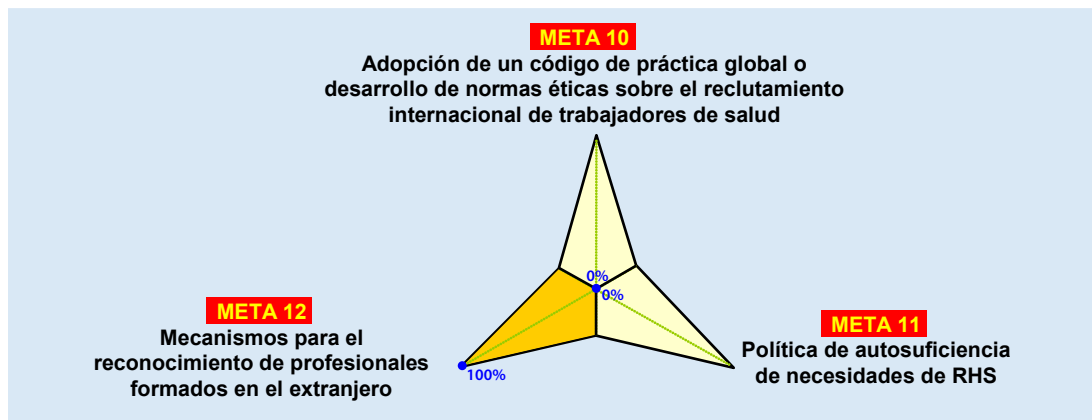 META 10
Adopción de un código de práctica global o
desarrollo de normas éticas sobre el reclutamiento
internacional de trabajadores de salud
0%
0%
META 12
Mecanismos para el
reconocimiento de profesionales
formados en el extranjero
100%
META 11
Política de autosuficiencia
de necesidades de RHS